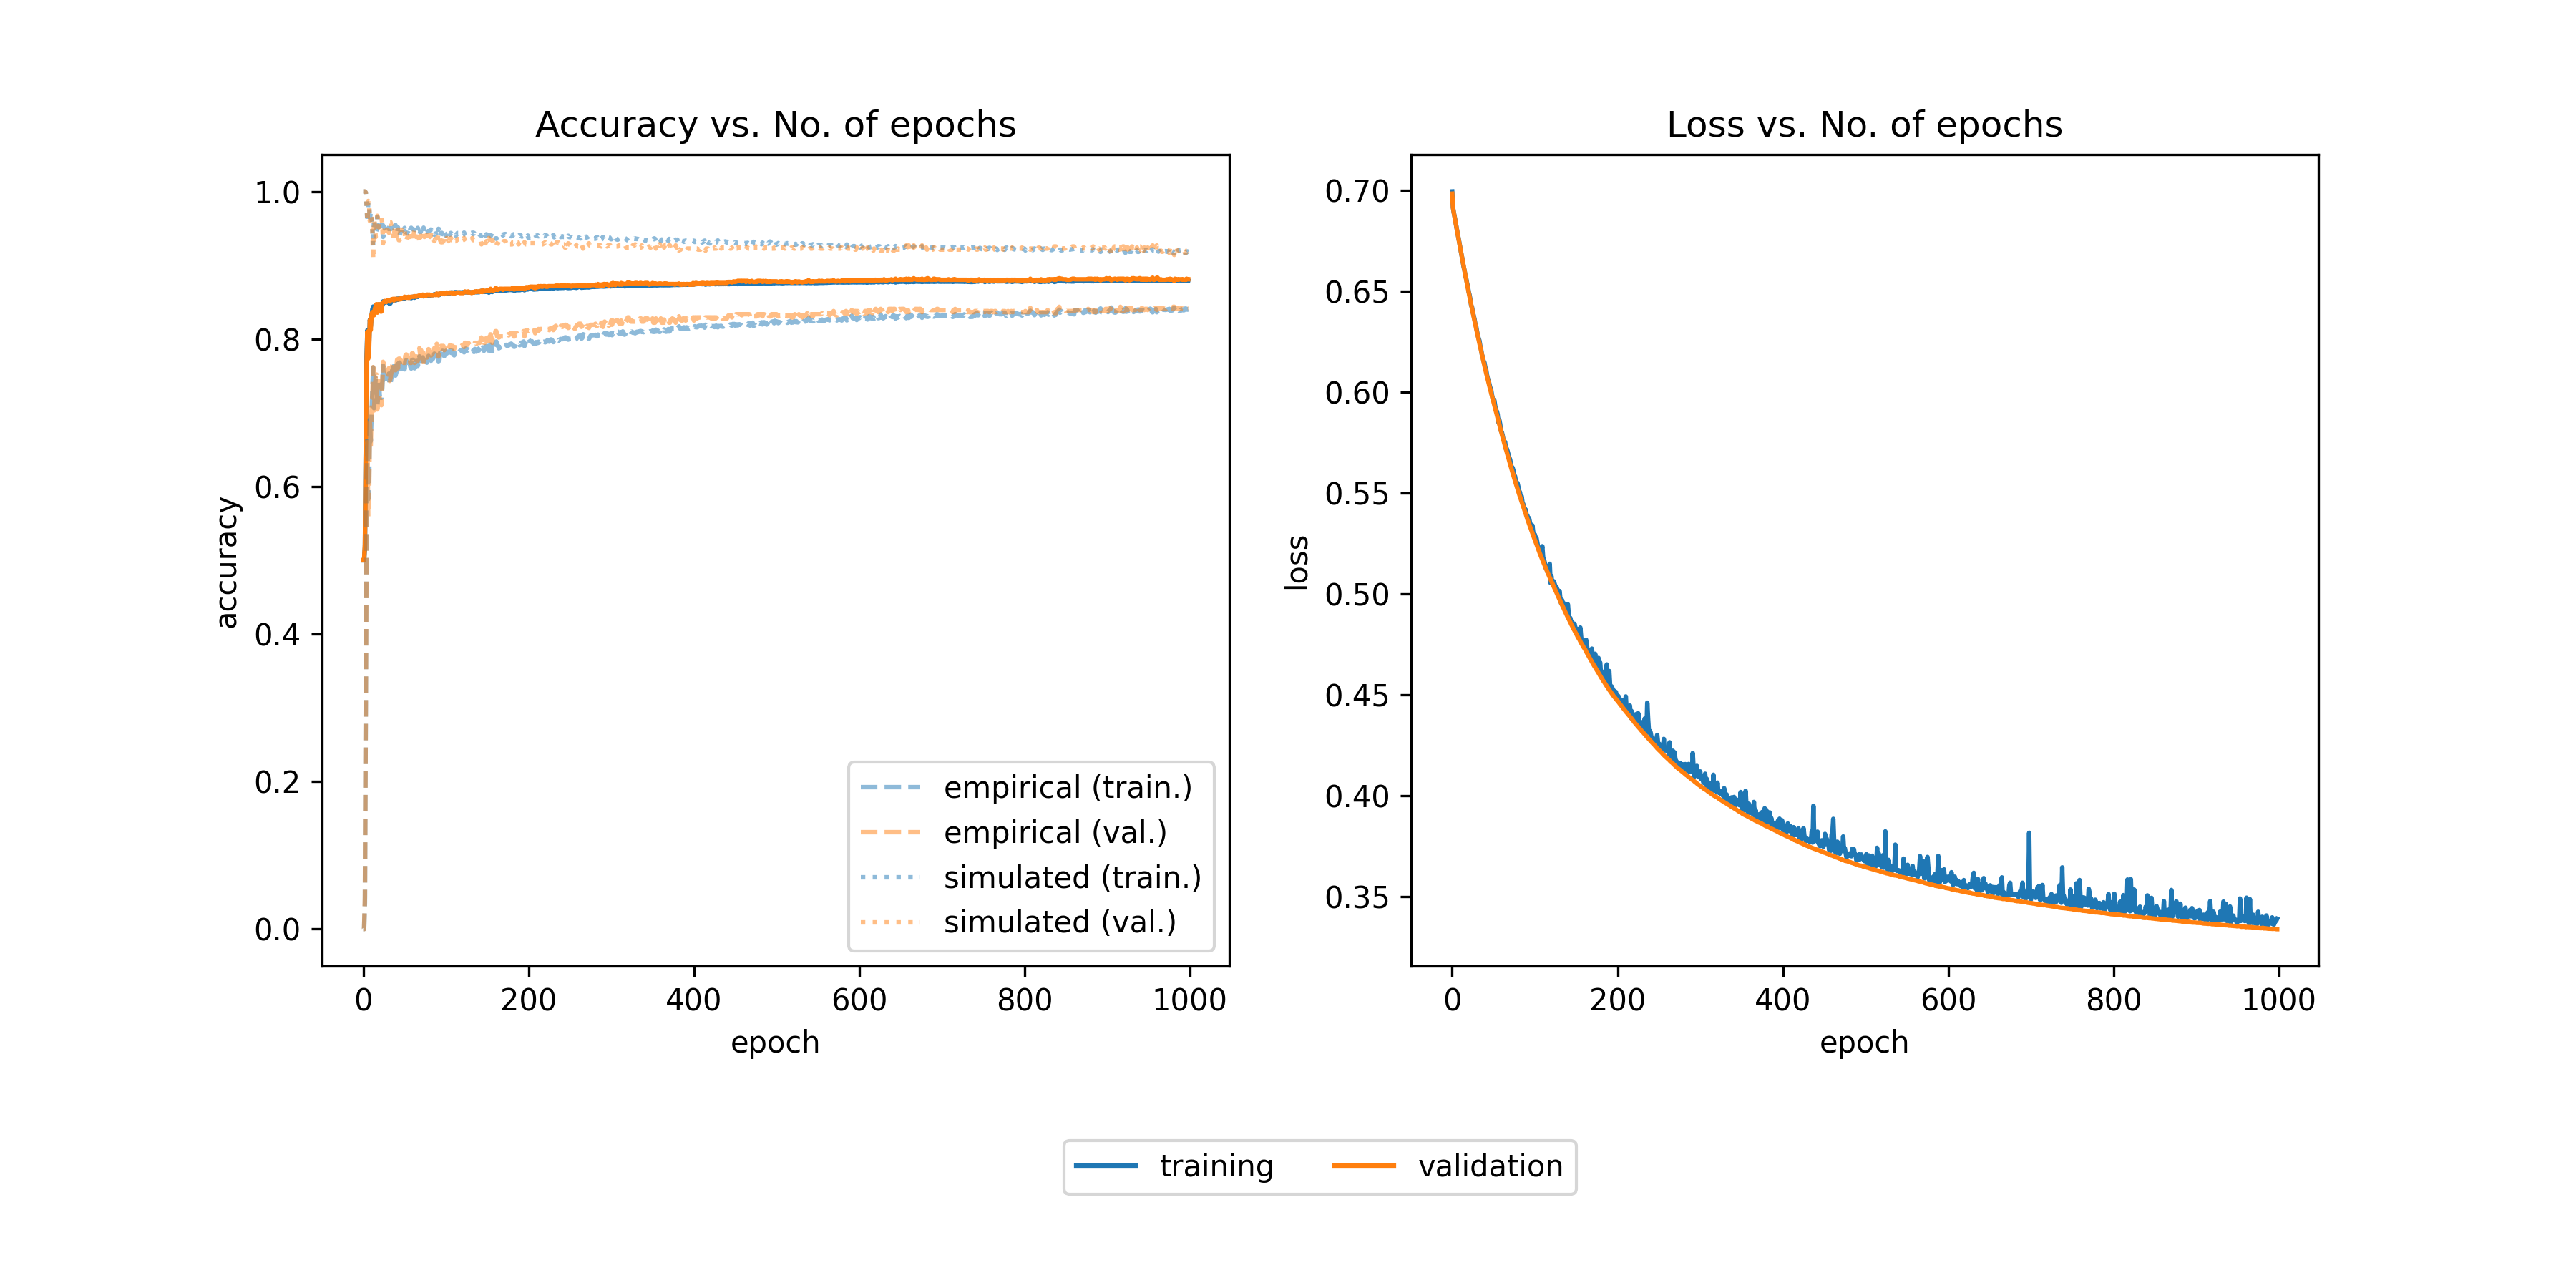 Accuracy vs. No. of epochs
1.0
0.8
0.6
0.4
0.2
0.0
accuracy
0 200 400 600 800 1000
epoch
empirical (train.)
empirical (val.)
simulated (train.)
simulated (val.)
Loss vs. No. of epochs
0.70
0.65
0.60
0.55
0.50
0.45
0.40
0.35
loss
0 200 400 600 800 1000
epoch
training validation